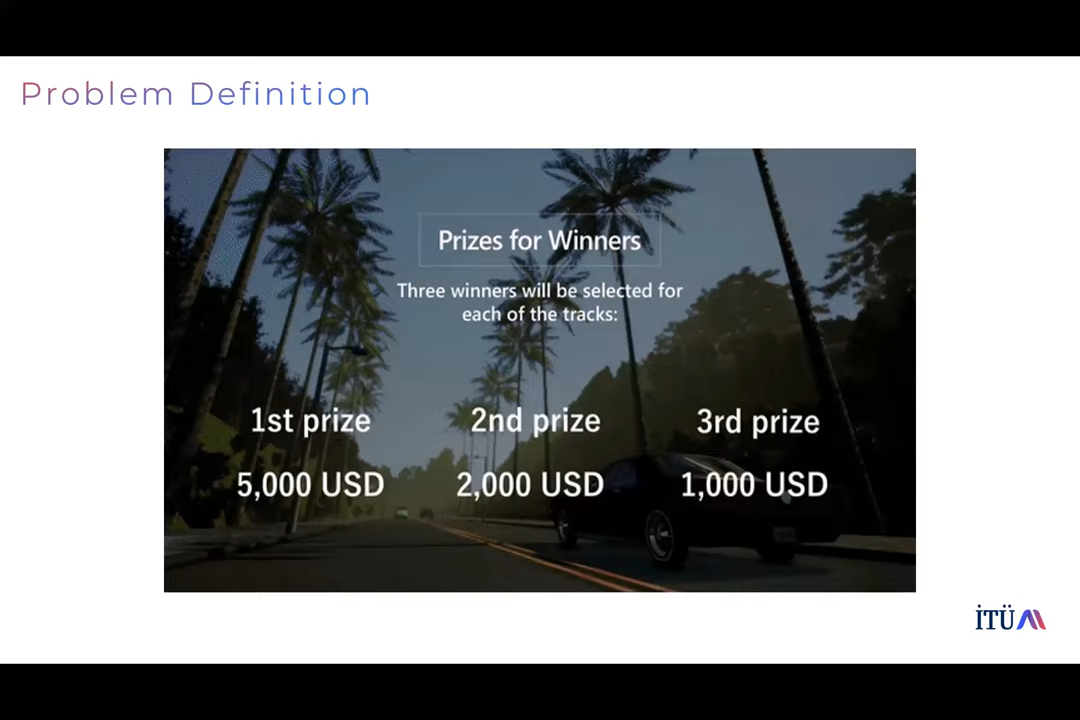 Problem Definition
Prizes for Winners
Three winners will be selected for
each of the tracks:
1st prize
2nd prize
3rd prize
5,000 USD
2,000 USD
1,000 USD
İTÜ